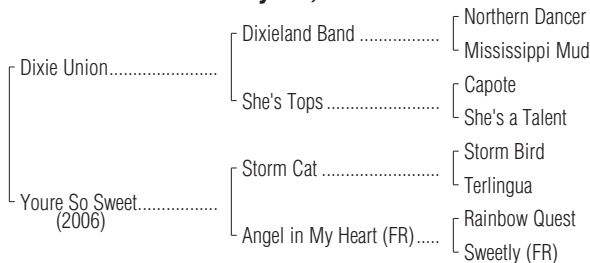 Dixieland Band ................
Northern Dancer
Mississippi Mud
Dixie Union......................
She's Tops .......................
Capote
She's a Talent
Storm Cat ........................
Storm Bird
Terlingua
Youre So Sweet................
(2006)
Angel in My Heart (FR).....
Rainbow Quest
Sweetly (FR)